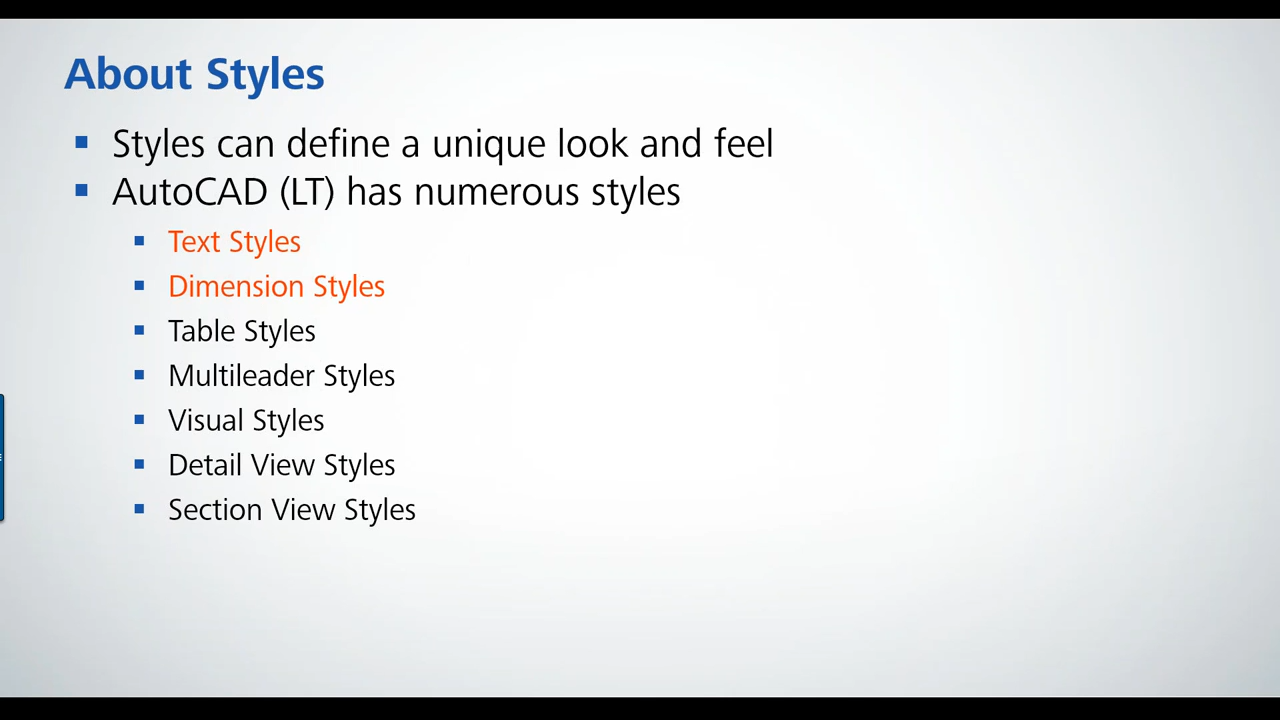 About Styles
Styles can define a unique look and feel
AutoCAD (LT) has numerous styles
Text Styles
Dimension Styles
Table Styles
Multileader Styles
Visual Styles
Detail View Styles
Section View Styles